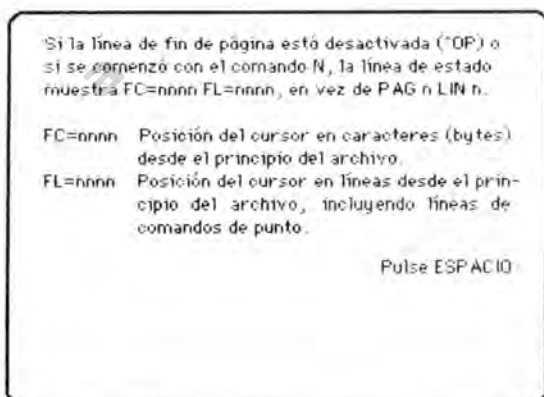 Si la línea de fin de página está desactivada (^OP) o
si se comenzó con el comando N, la línea de estado
muestra FC=nnnn FL=nnnn, en vez de PAG n LIN n.
FC=nnnn Posición del cursor en caracteres (bytes)
desde el principio del archivo.
FL=nnnn Posición del cursor en líneas desde el prin-
cipio del archivo, incluyendo líneas de
comandos de punto.
Pulse ESPACIO